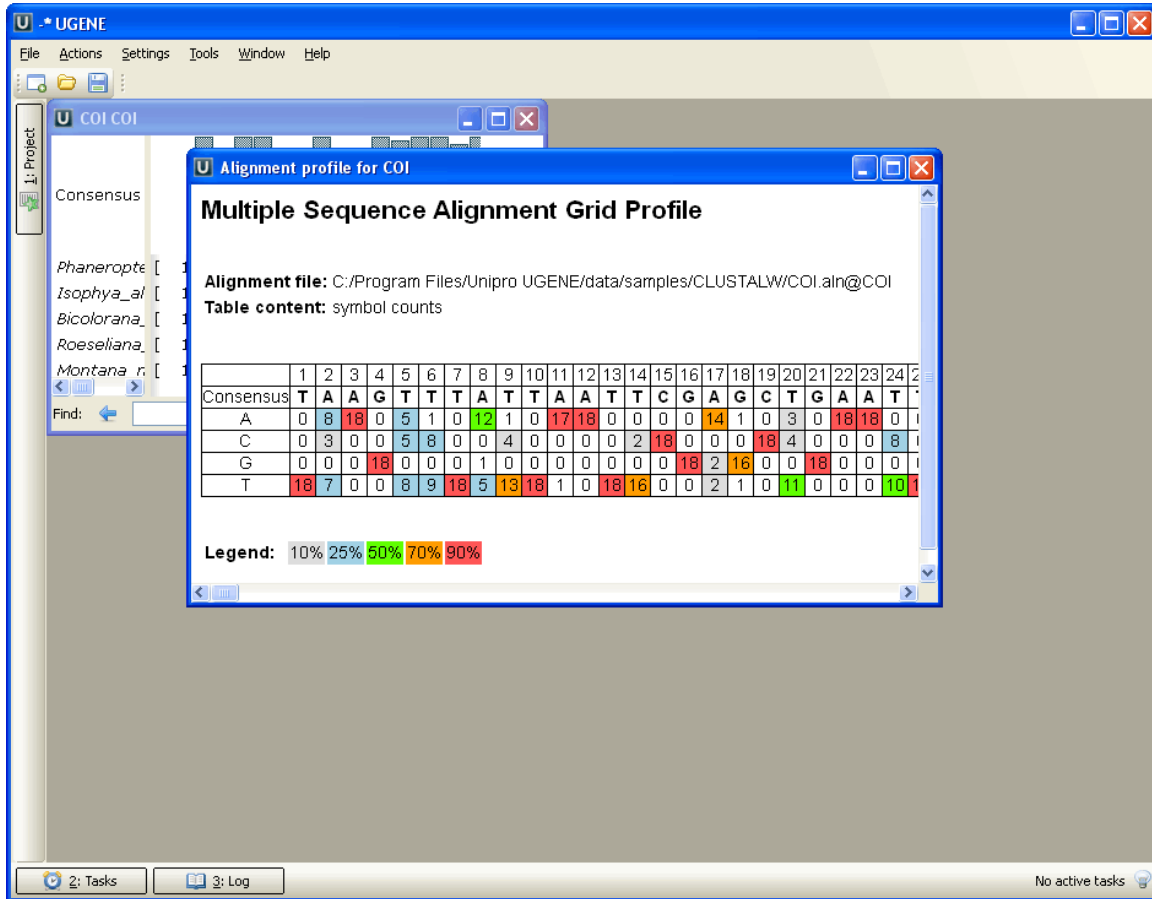 U -* UGENE
File Actions Settings Tools Window Help
1: Project
U COI COI
Consensus
Phaneropte [ 1
Isophya_al [ 1
Bicolorana_ [ 1
Roeseliana_ [ 1
Montana_n [ 1
Find:
U Alignment profile for COI
Multiple Sequence Alignment Grid Profile
Alignment file: C:/Program Files/Unipro UGENE/data/samples/CLUSTALW/COI.aln@COI
Table content: symbol counts
1 2 3 4 5 6 7 8 9 10 11 12 13 14 15 16 17 18 19 20 21 22 23 24 2
Consensus T A A G T T T A T T A A T T C G A G C T G A A T
A 0 8 18 0 5 1 0 12 1 0 17 18 0 0 0 0 14 1 0 3 0 18 18 0
C 0 3 0 0 5 8 0 0 4 0 0 0 0 2 18 0 0 0 18 4 0 0 0 8
G 0 0 0 18 0 0 0 1 0 0 0 0 0 0 0 18 2 16 0 0 18 0 0 0
T 18 7 0 0 8 9 18 5 13 18 1 0 18 16 0 0 2 1 0 11 0 0 0 10 1
Legend: 10% 25% 50% 70% 90%
2: Tasks 3: Log No active tasks